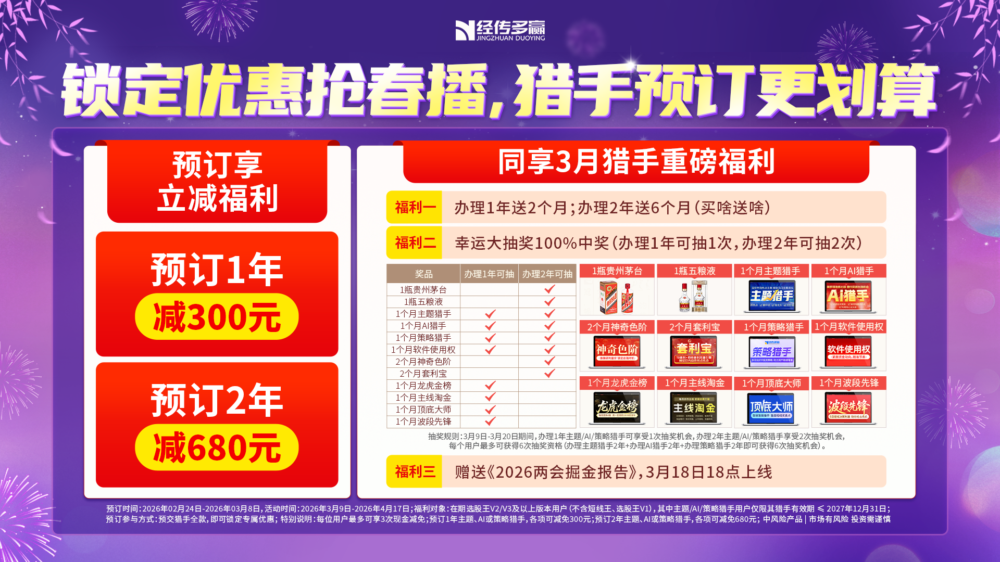 经传多赢
JINGZHUAN DUOYING
锁定优惠抢春播,猎手预订更划算
预订享
立减福利
预订1年
减300元
预订2年
减680元
同享3月猎手重磅福利
福利一 办理1年送2个月;办理2年送6个月(买啥送啥)
福利二 幸运大抽奖100%中奖(办理1年可抽1次,办理2年可抽2次)
奖品 办理1年可抽 办理2年可抽
1瓶贵州茅台 ✓
1瓶五粮液 ✓
1个月主题猎手 ✓ ✓
1个月AI猎手 ✓ ✓
1个月策略猎手 ✓ ✓
1个月软件使用权 ✓ ✓
2个月神奇色阶 ✓
2个月套利宝 ✓
1个月龙虎金榜 ✓
1个月主线淘金 ✓
1个月顶底大师 ✓
1个月波段先锋 ✓
1瓶贵州茅台 1瓶五粮液 1个月主题猎手 1个月AI猎手
主题猎手
AI猎手
2个月神奇色阶 2个月套利宝 1个月策略猎手 1个月软件使用权
神奇色阶
套利宝
经传多赢
策略猎手
软件使用权
紧跟资金动向,踏准节奏
1个月龙虎金榜 1个月主线淘金 1个月顶底大师 1个月波段先锋
龙虎金榜
主线淘金
顶底大师
波段先锋
抽奖规则:3月9日-3月20日期间,办理1年主题/AI/策略猎手可享受1次抽奖机会,办理2年主题/AI/策略猎手享受2次抽奖机会,
每个用户最多可获得6次抽奖资格(办理主题猎手2年+办理AI猎手2年+办理策略猎手2年即可获得6次抽奖机会)。
福利三 赠送《2026两会掘金报告》,3月18日18点上线
预订时间:2026年02月24日-2026年03月8日,活动时间:2026年3月9日-2026年4月17日;福利对象:在期选股王V2/V3及以上版本用户(不含短线王、选股王V1),其中主题/AI/策略猎手用户仅限其猎手有效期 ≤ 2027年12月31日;
预订参与方式:预交猎手全款,即可锁定专属优惠; 特别说明:每位用户最多可享3次现金减免;预订1年主题、AI或策略猎手,各项可减免300元;预订2年主题、AI或策略猎手,各项可减免680元; 中风险产品 | 市场有风险 投资需谨慎